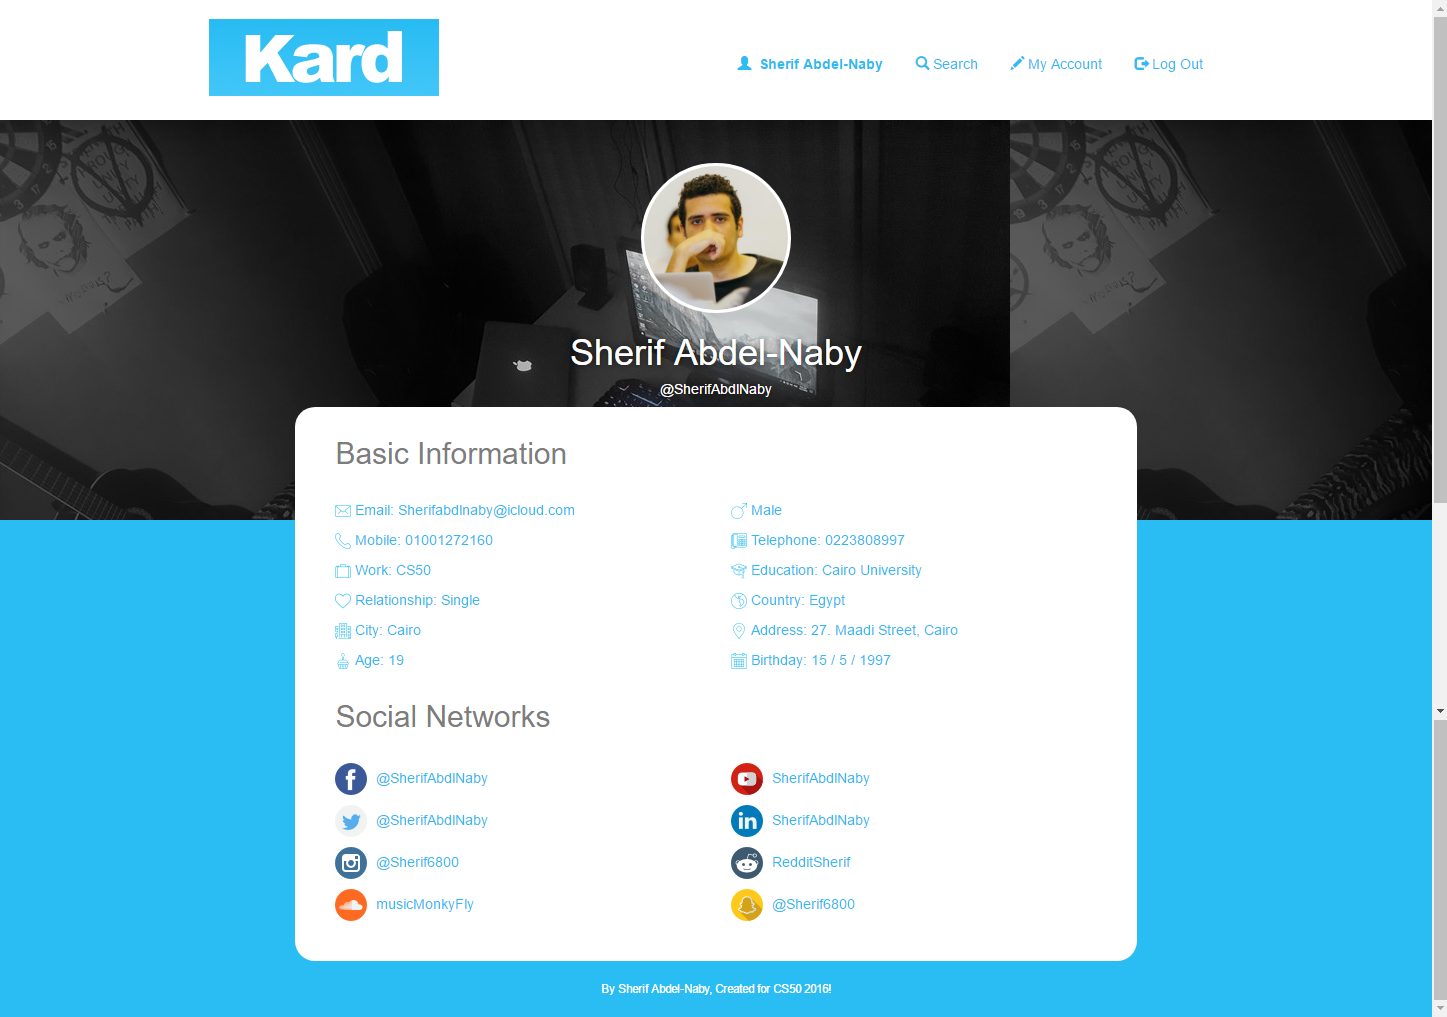 Kard
Sherif Abdel-Naby Search My Account Log Out
Sherif Abdel-Naby
@SherifAbdlNaby
Basic Information
Email: Sherifabdlnaby@icloud.com
Male
Mobile: 01001272160
Telephone: 0223808997
Work: CS50
Education: Cairo University
Relationship: Single
Country: Egypt
City: Cairo
Address: 27. Maadi Street, Cairo
Age: 19
Birthday: 15 / 5 / 1997
Social Networks
@SherifAbdlNaby
SherifAbdlNaby
@SherifAbdlNaby
SherifAbdlNaby
@Sherif6800
RedditSherif
musicMonkyFly
@Sherif6800
By Sherif Abdel-Naby, Created for CS50 2016!